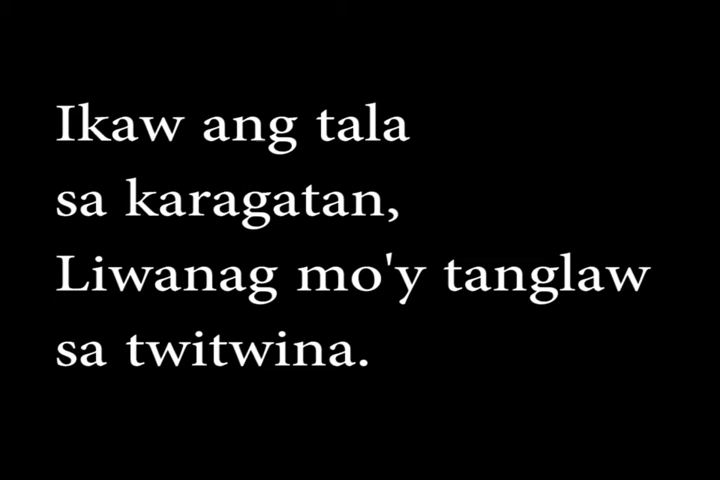 Ikaw ang tala
sa karagatan,
Liwanag mo'y tanglaw
sa twitwina.